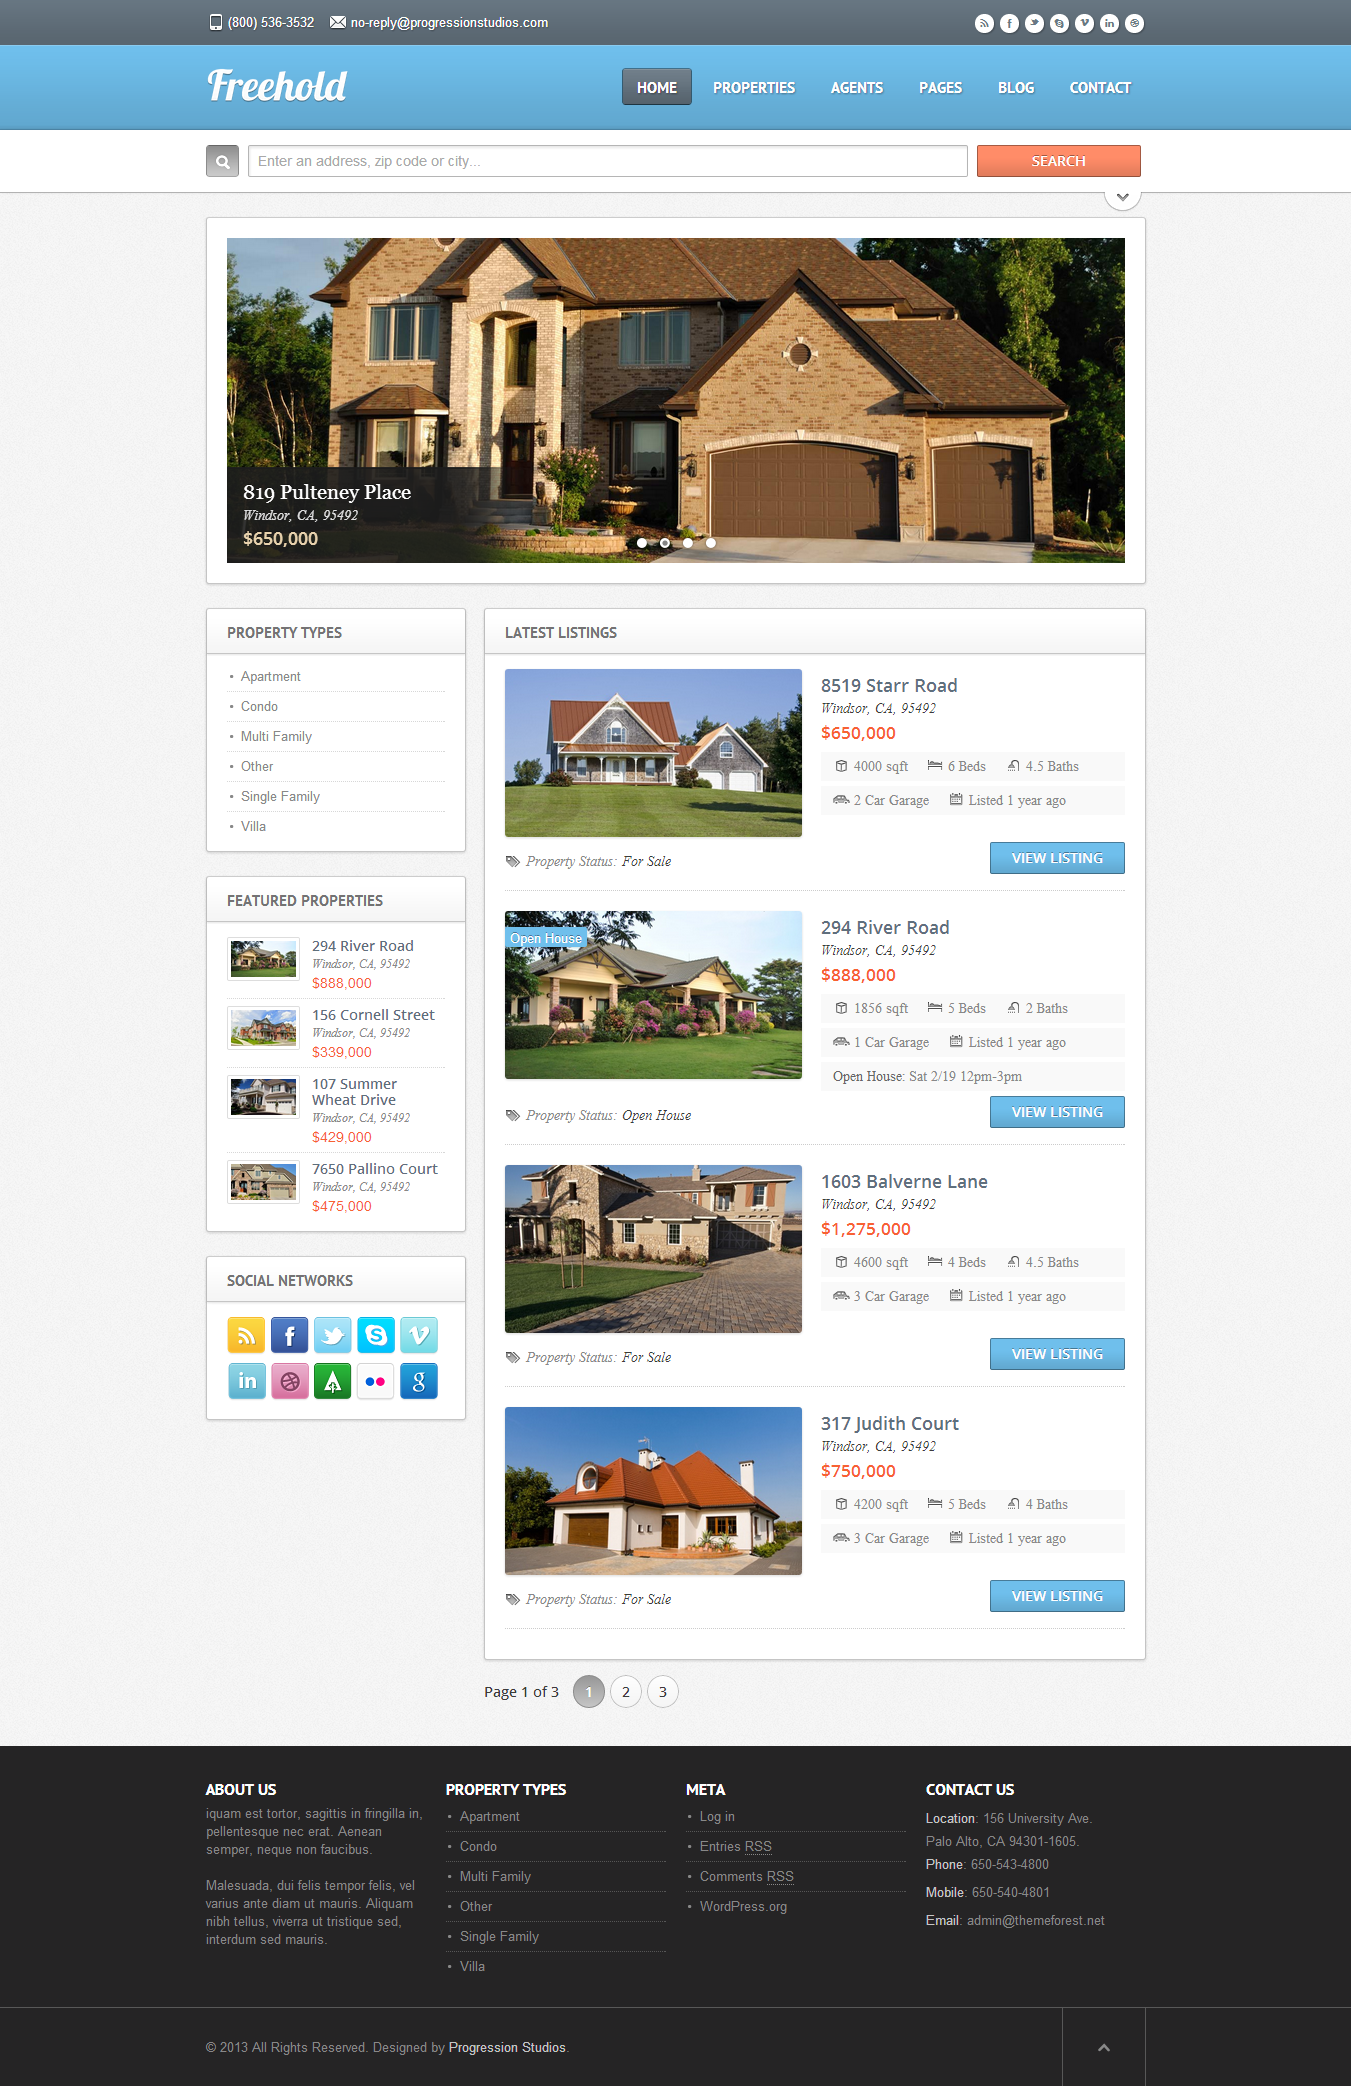 (800) 536-3532 no-reply@progressionstudios.com
Freehold
HOME PROPERTIES AGENTS PAGES BLOG CONTACT
Enter an address, zip code or city...
SEARCH
819 Pulteney Place
Windsor, CA, 95492
$650,000
PROPERTY TYPES
Apartment
Condo
Multi Family
Other
Single Family
Villa
FEATURED PROPERTIES
294 River Road
Windsor, CA, 95492
$888,000
156 Cornell Street
Windsor, CA, 95492
$339,000
107 Summer
Wheat Drive
Windsor, CA, 95492
$429,000
7650 Pallino Court
Windsor, CA, 95492
$475,000
SOCIAL NETWORKS
LATEST LISTINGS
8519 Starr Road
Windsor, CA, 95492
$650,000
4000 sqft 6 Beds 4.5 Baths
2 Car Garage Listed 1 year ago
Property Status: For Sale
VIEW LISTING
Open House
294 River Road
Windsor, CA, 95492
$888,000
1856 sqft 5 Beds 2 Baths
1 Car Garage Listed 1 year ago
Open House: Sat 2/19 12pm-3pm
Property Status: Open House
VIEW LISTING
1603 Balverne Lane
Windsor, CA, 95492
$1,275,000
4600 sqft 4 Beds 4.5 Baths
3 Car Garage Listed 1 year ago
Property Status: For Sale
VIEW LISTING
317 Judith Court
Windsor, CA, 95492
$750,000
4200 sqft 5 Beds 4 Baths
3 Car Garage Listed 1 year ago
Property Status: For Sale
VIEW LISTING
Page 1 of 3 1 2 3
ABOUT US
iquam est tortor, sagittis in fringilla in,
pellentesque nec erat. Aenean
semper, neque non faucibus.
Malesuada, dui felis tempor felis, vel
varius ante diam ut mauris. Aliquam
nibh tellus, viverra ut tristique sed,
interdum sed mauris.
PROPERTY TYPES
Apartment
Condo
Multi Family
Other
Single Family
Villa
META
Log in
Entries RSS
Comments RSS
WordPress.org
CONTACT US
Location: 156 University Ave.
Palo Alto, CA 94301-1605.
Phone: 650-543-4800
Mobile: 650-540-4801
Email: admin@themeforest.net
© 2013 All Rights Reserved. Designed by Progression Studios.